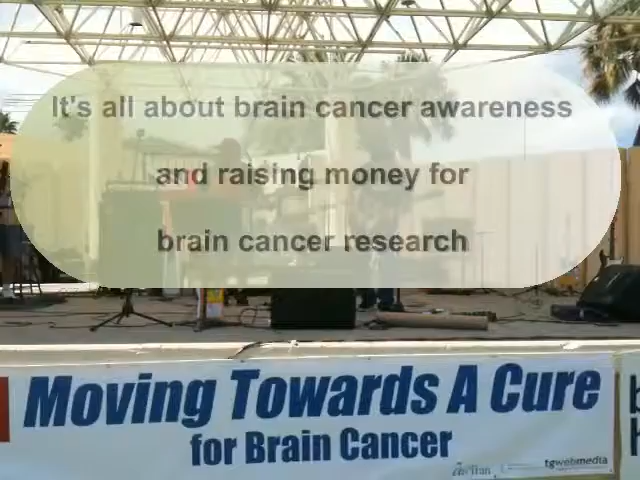 It's all about brain cancer awareness
and raising money for
brain cancer research
Moving Towards A Cure
for Brain Cancer
tgwebmedia